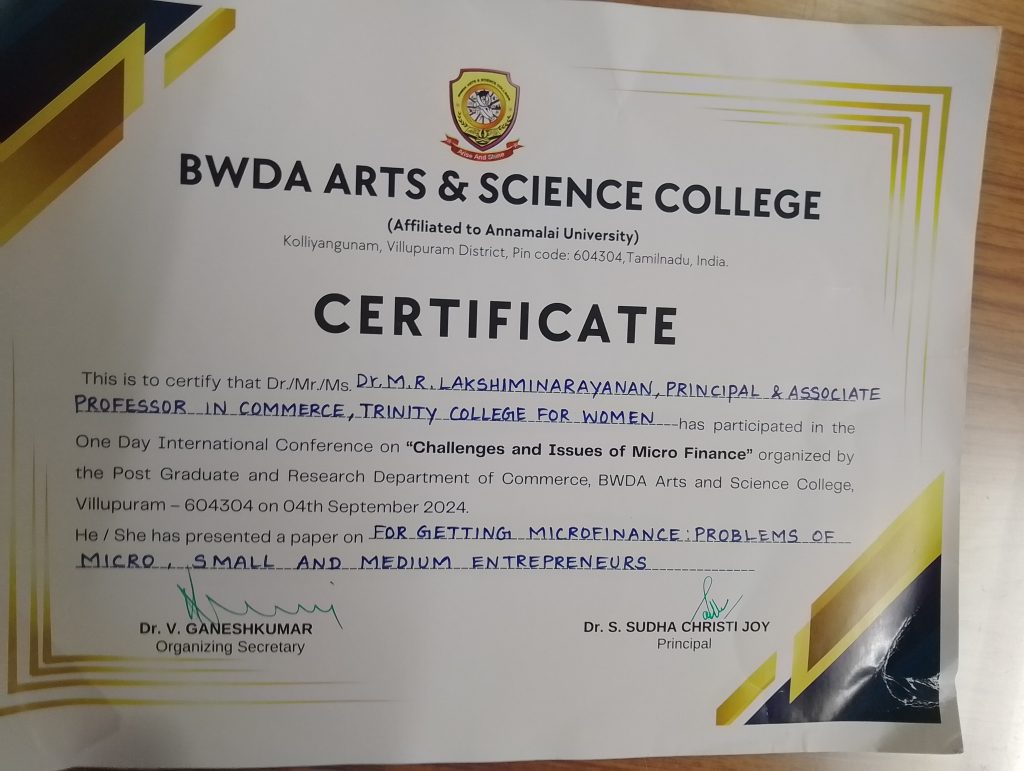 Arise And Shine
BWDA ARTS & SCIENCE COLLEGE
(Affiliated to Annamalai University)
Kolliyangunam, Villupuram District, Pin code: 604304,Tamilnadu, India.
CERTIFICATE
This is to certify that Dr./Mr./Ms. Dr. M. R. LAKSHIMINARAYANAN, PRINCIPAL & ASSOCIATE
PROFESSOR IN COMMERCE, TRINITY COLLEGE FOR WOMEN has participated in the
One Day International Conference on “Challenges and Issues of Micro Finance” organized by
the Post Graduate and Research Department of Commerce, BWDA Arts and Science College,
Villupuram – 604304 on 04th September 2024.
He / She has presented a paper on FOR GETTING MICROFINANCE: PROBLEMS OF
MICRO, SMALL AND MEDIUM ENTREPRENEURS
Dr. V. GANESHKUMAR
Organizing Secretary
Dr. S. SUDHA CHRISTI JOY
Principal